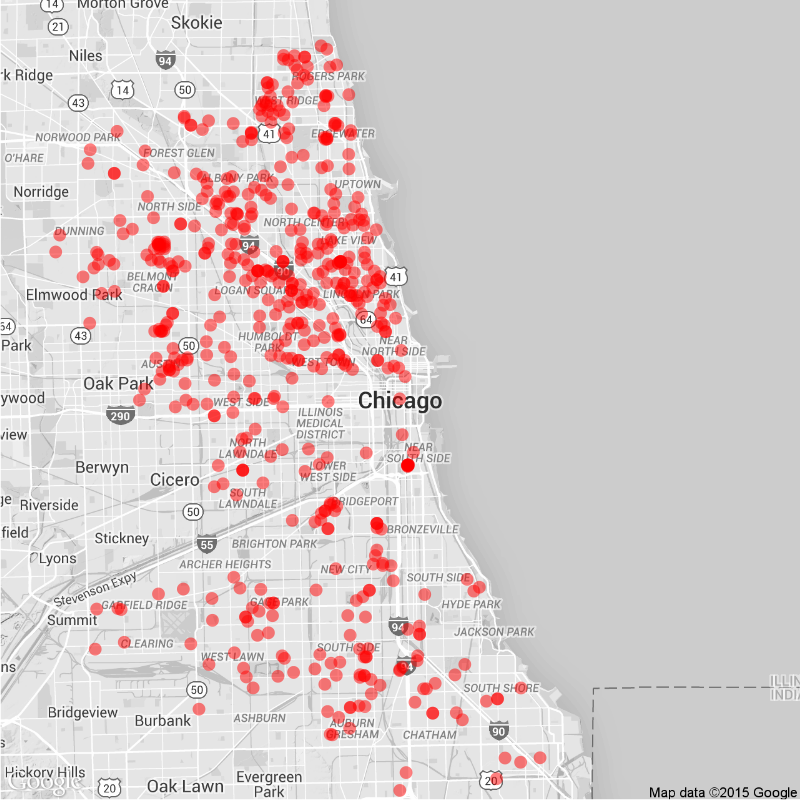 14
Morton Grove
21
Skokie
Niles
94
rk Ridge
ROGERS PARK
14
50
43
WEST RIDGE
NORWOOD PARK
41
EDGEWATER
O'HARE
FOREST GLEN
ALBANY PARK
UPTOWN
Norridge
NORTH SIDE
NORTH CENTER
DUNNING
94
LAKE VIEW
90
41
BELMONT
CRAGIN
LOGAN SQUARE
LINCOLN PARK
Elmwood Park
64
64
43
HUMBOLDT
PARK
NEAR
NORTH SIDE
Park
50
AUSTIN
WEST TOWN
Oak Park
ywood
WEST SIDE
Chicago
290
ILLINOIS
MEDICAL
DISTRICT
view
NORTH
LAWNDALE
NEAR
SOUTH SIDE
Berwyn
LOWER
WEST SIDE
Cicero
SOUTH
LAWNDALE
ge
Riverside
50
BRIDGEPORT
field
Stickney
55
BRONZEVILLE
BRIGHTON PARK
Lyons
ARCHER HEIGHTS
NEW CITY
SOUTH SIDE
Stevenson Expy
GARFIELD RIDGE
GAGE PARK
HYDE PARK
Summit
94
JACKSON PARK
CLEARING
SOUTH SIDE
WEST LAWN
94
ns
ILLIN
INDIA
50
SOUTH SHORE
Bridgeview
Burbank
ASHBURN
AUBURN
GRESHAM
CHATHAM
90
s
Hickory Hills
Google
20
Oak Lawn
Evergreen
Park
20
Map data ©2015 Google